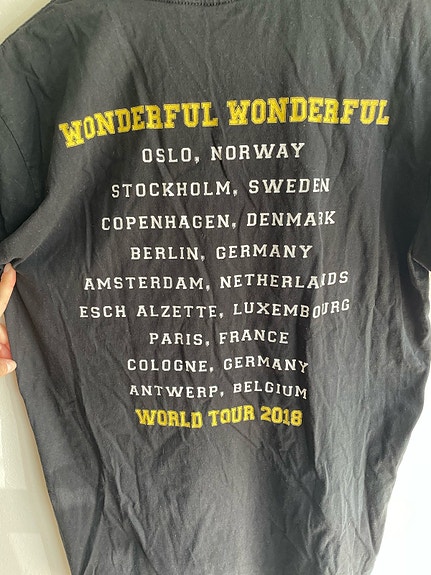 WONDERFUL WONDERFUL
OSLO, NORWAY
STOCKHOLM, SWEDEN
COPENHAGEN, DENMARK
BERLIN, GERMANY
AMSTERDAM, NETHERLANDS
ESCH ALZETTE, LUXEMBOURG
PARIS, FRANCE
COLOGNE, GERMANY
ANTWERP, BELGIUM
WORLD TOUR 2018